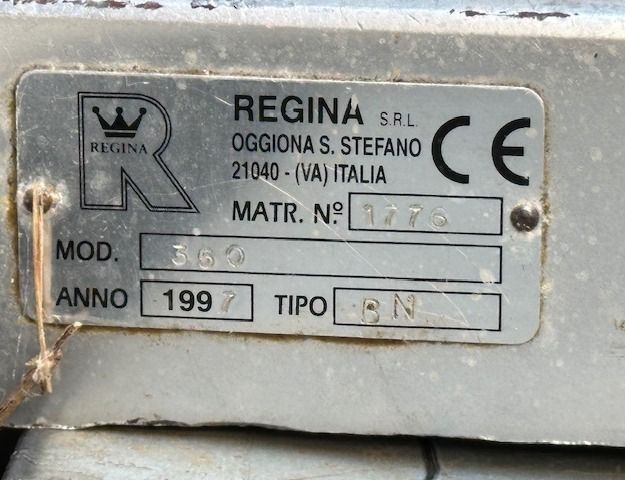 REGINA
REGINA S.R.L.
OGGIONA S. STEFANO
21040 - (VA) ITALIA
CE
MATR. Nº 1776
MOD. 360
ANNO 1997 TIPO BN